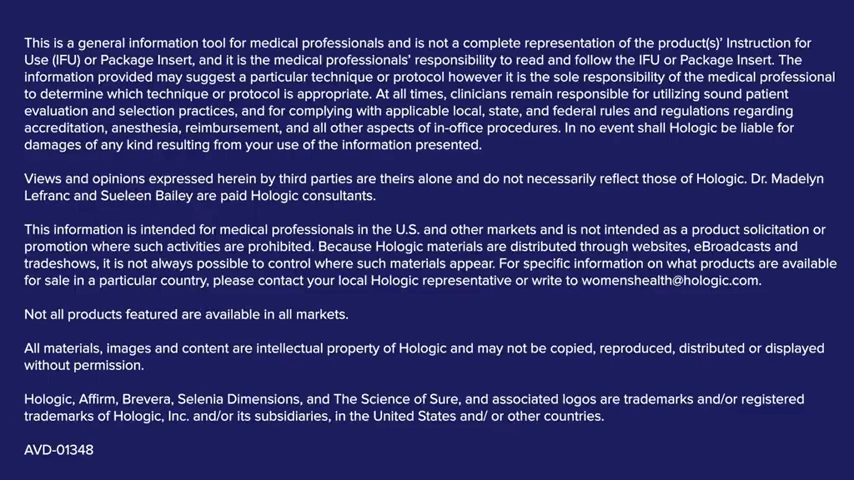 This is a general information tool for medical professionals and is not a complete representation of the product(s)' Instruction for
Use (IFU) or Package Insert, and it is the medical professionals' responsibility to read and follow the IFU or Package Insert. The
information provided may suggest a particular technique or protocol however it is the sole responsibility of the medical professional
to determine which technique or protocol is appropriate. At all times, clinicians remain responsible for utilizing sound patient
evaluation and selection practices, and for complying with applicable local, state, and federal rules and regulations regarding
accreditation, anesthesia, reimbursement, and all other aspects of in-office procedures. In no event shall Hologic be liable for
damages of any kind resulting from your use of the information presented.
Views and opinions expressed herein by third parties are theirs alone and do not necessarily reflect those of Hologic. Dr. Madelyn
Lefranc and Sueleen Bailey are paid Hologic consultants.
This information is intended for medical professionals in the U.S. and other markets and is not intended as a product solicitation or
promotion where such activities are prohibited. Because Hologic materials are distributed through websites, eBroadcasts and
tradeshows, it is not always possible to control where such materials appear. For specific information on what products are available
for sale in a particular country, please contact your local Hologic representative or write to womenshealth@hologic.com.
Not all products featured are available in all markets.
All materials, images and content are intellectual property of Hologic and may not be copied, reproduced, distributed or displayed
without permission.
Hologic, Affirm, Brevera, Selenia Dimensions, and The Science of Sure, and associated logos are trademarks and/or registered
trademarks of Hologic, Inc. and/or its subsidiaries, in the United States and/ or other countries.
AVD-01348